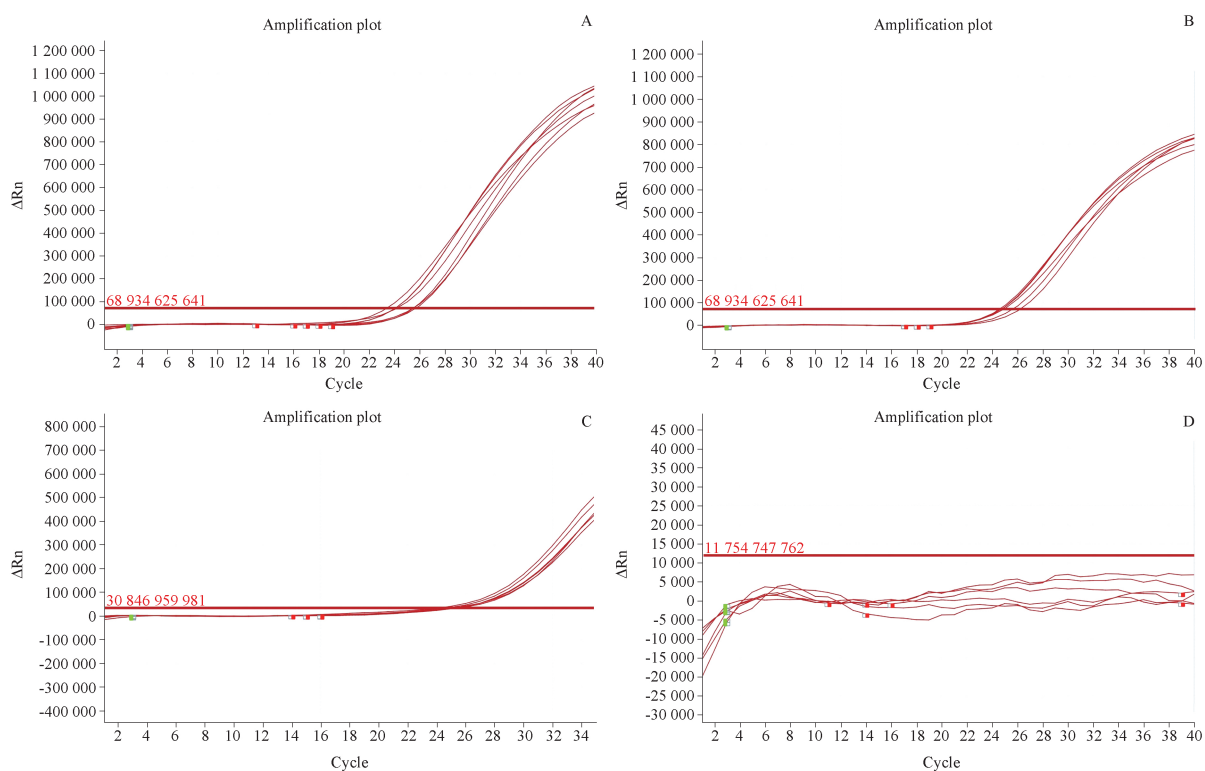 Amplification plot
A
1 200 000
1 100 000
1 000 000
900 000
800 000
700 000
600 000
500 000
400 000
300 000
200 000
100 000
0
ΔRn
68 934 625 641
2 4 6 8 10 12 14 16 18 20 22 24 26 28 30 32 34 36 38 40
Cycle
Amplification plot
B
1 200 000
1 100 000
1 000 000
900 000
800 000
700 000
600 000
500 000
400 000
300 000
200 000
100 000
0
ΔRn
68 934 625 641
2 4 6 8 10 12 14 16 18 20 22 24 26 28 30 32 34 36 38 40
Cycle
Amplification plot
C
800 000
700 000
600 000
500 000
400 000
300 000
200 000
100 000
0
-100 000
-200 000
-300 000
-400 000
ΔRn
30 846 959 981
2 4 6 8 10 12 14 16 18 20 22 24 26 28 30 32 34
Cycle
Amplification plot
D
45 000
40 000
35 000
30 000
25 000
20 000
15 000
10 000
5 000
0
-5 000
-10 000
-15 000
-20 000
-25 000
-30 000
ΔRn
11 754 747 762
2 4 6 8 10 12 14 16 18 20 22 24 26 28 30 32 34 36 38 40
Cycle